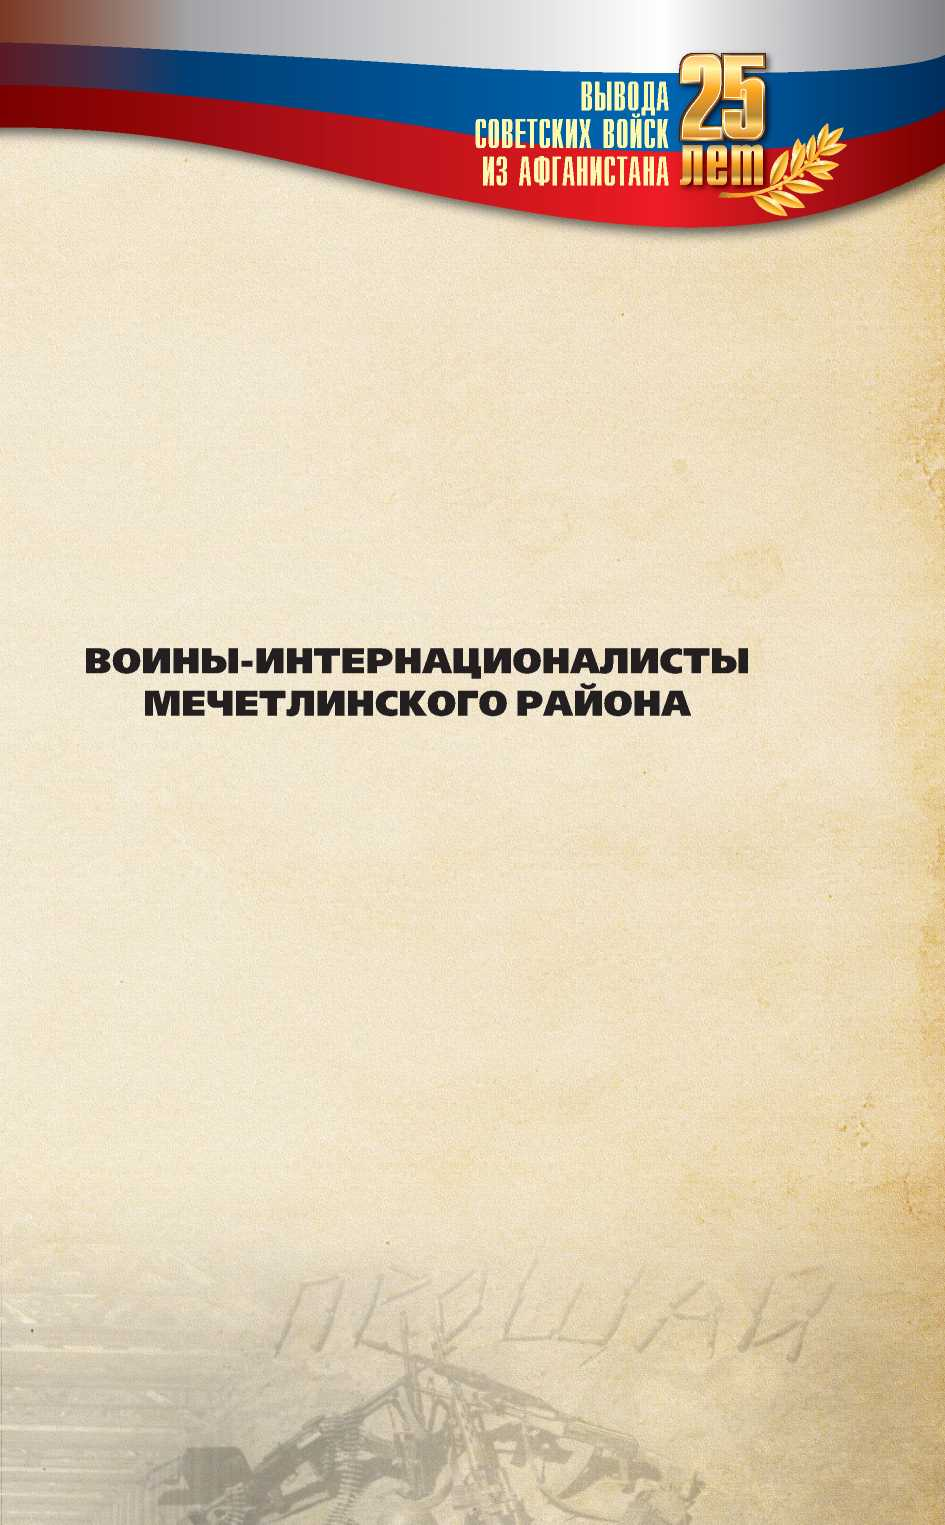 ВЫВОДА
СОВЕТСКИХ ВОЙСК
ИЗ АФГАНИСТАНА
25
лет
ВОИНЫ-ИНТЕРНАЦИОНАЛИСТЫ
МЕЧЕТЛИНСКОГО РАЙОНА
ПРОЩАЙ